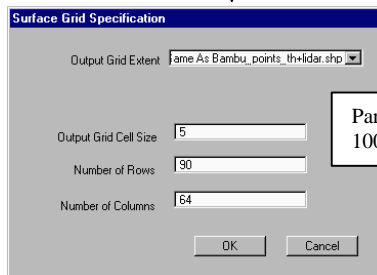 Surface Grid Specification
Output Grid Extent Same As Bambu_points_th+lidar.shp
Output Grid Cell Size 5
Number of Rows 90
Number of Columns 64
OK Cancel